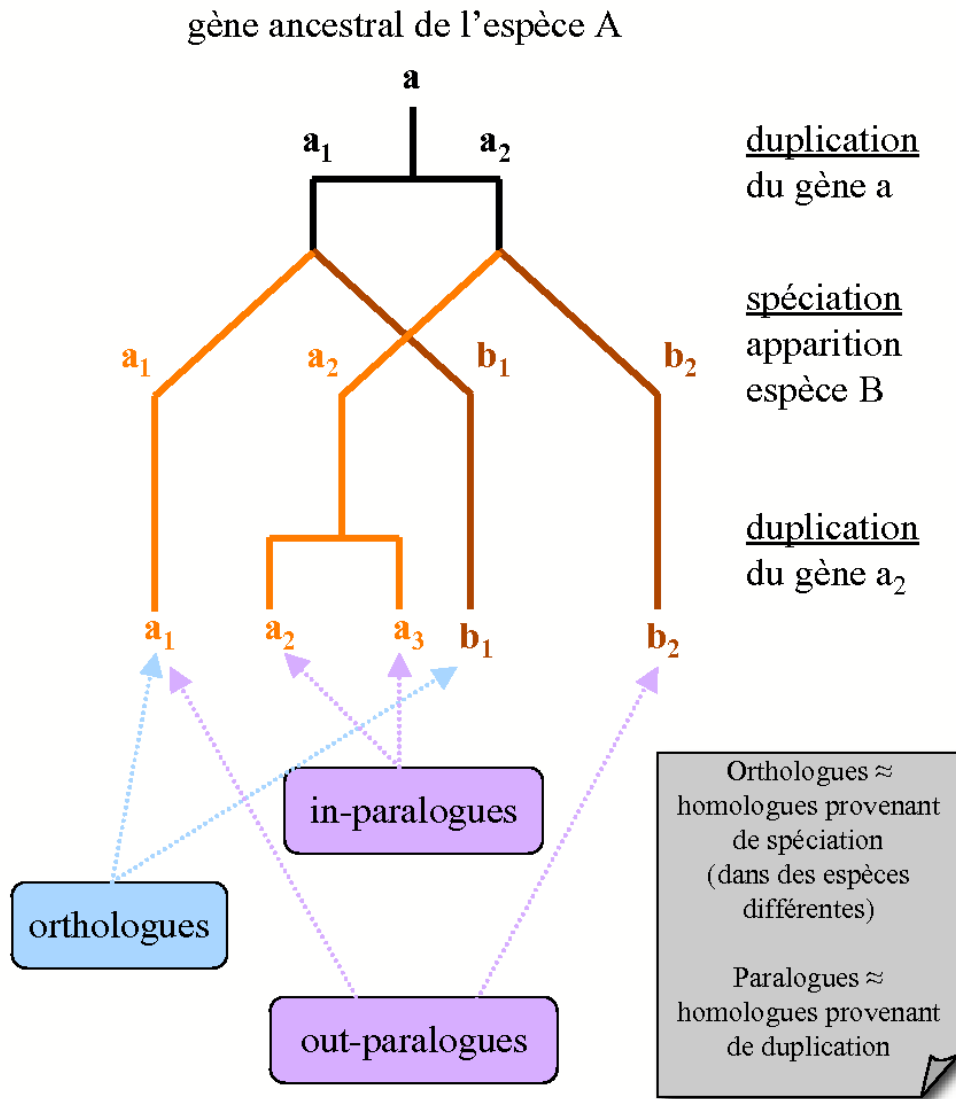 gène ancestral de l'espèce A
a
a₁ a₂
duplication
du gène a
spéciation
apparition
espèce B
a₁ a₂ b₁ b₂
duplication
du gène a₂
a₁ a₂ a₃ b₁ b₂
in-paralogues
orthologues
out-paralogues
Orthologues ≈
homologues provenant
de spéciation
(dans des espèces
différentes)
Paralogues ≈
homologues provenant
de duplication